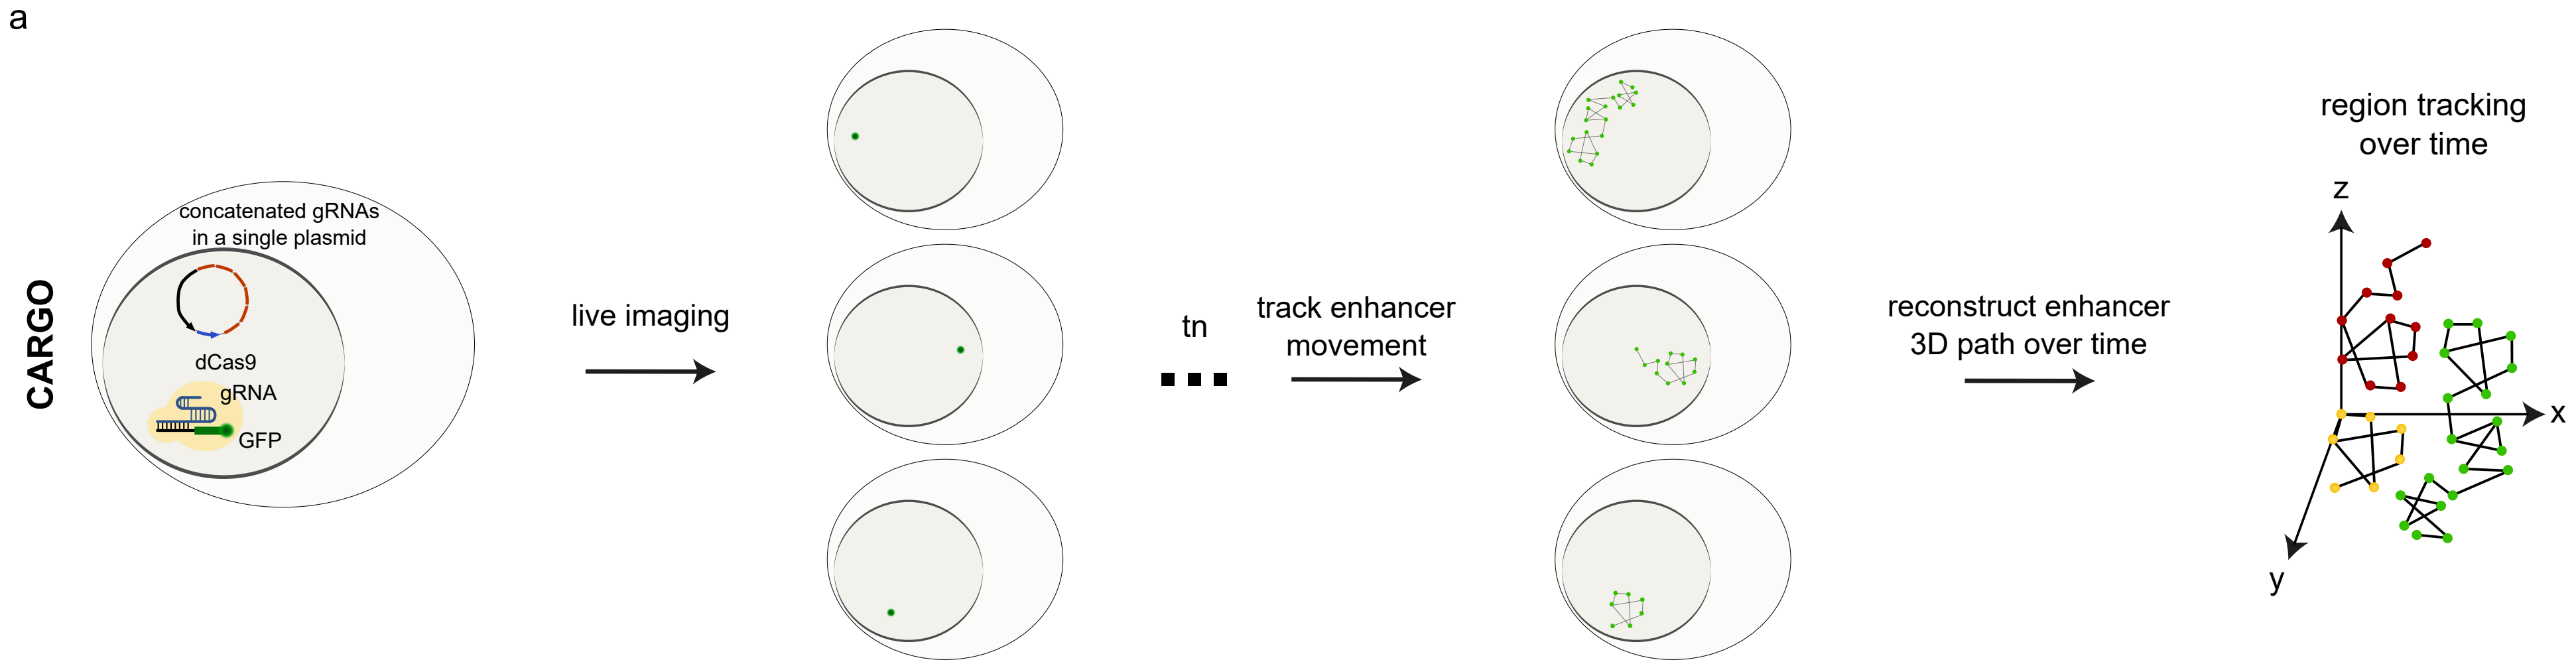 a
CARGO
concatenated gRNAs
in a single plasmid
dCas9
gRNA
GFP
live imaging
tn
track enhancer
movement
reconstruct enhancer
3D path over time
region tracking
over time
z
x
y